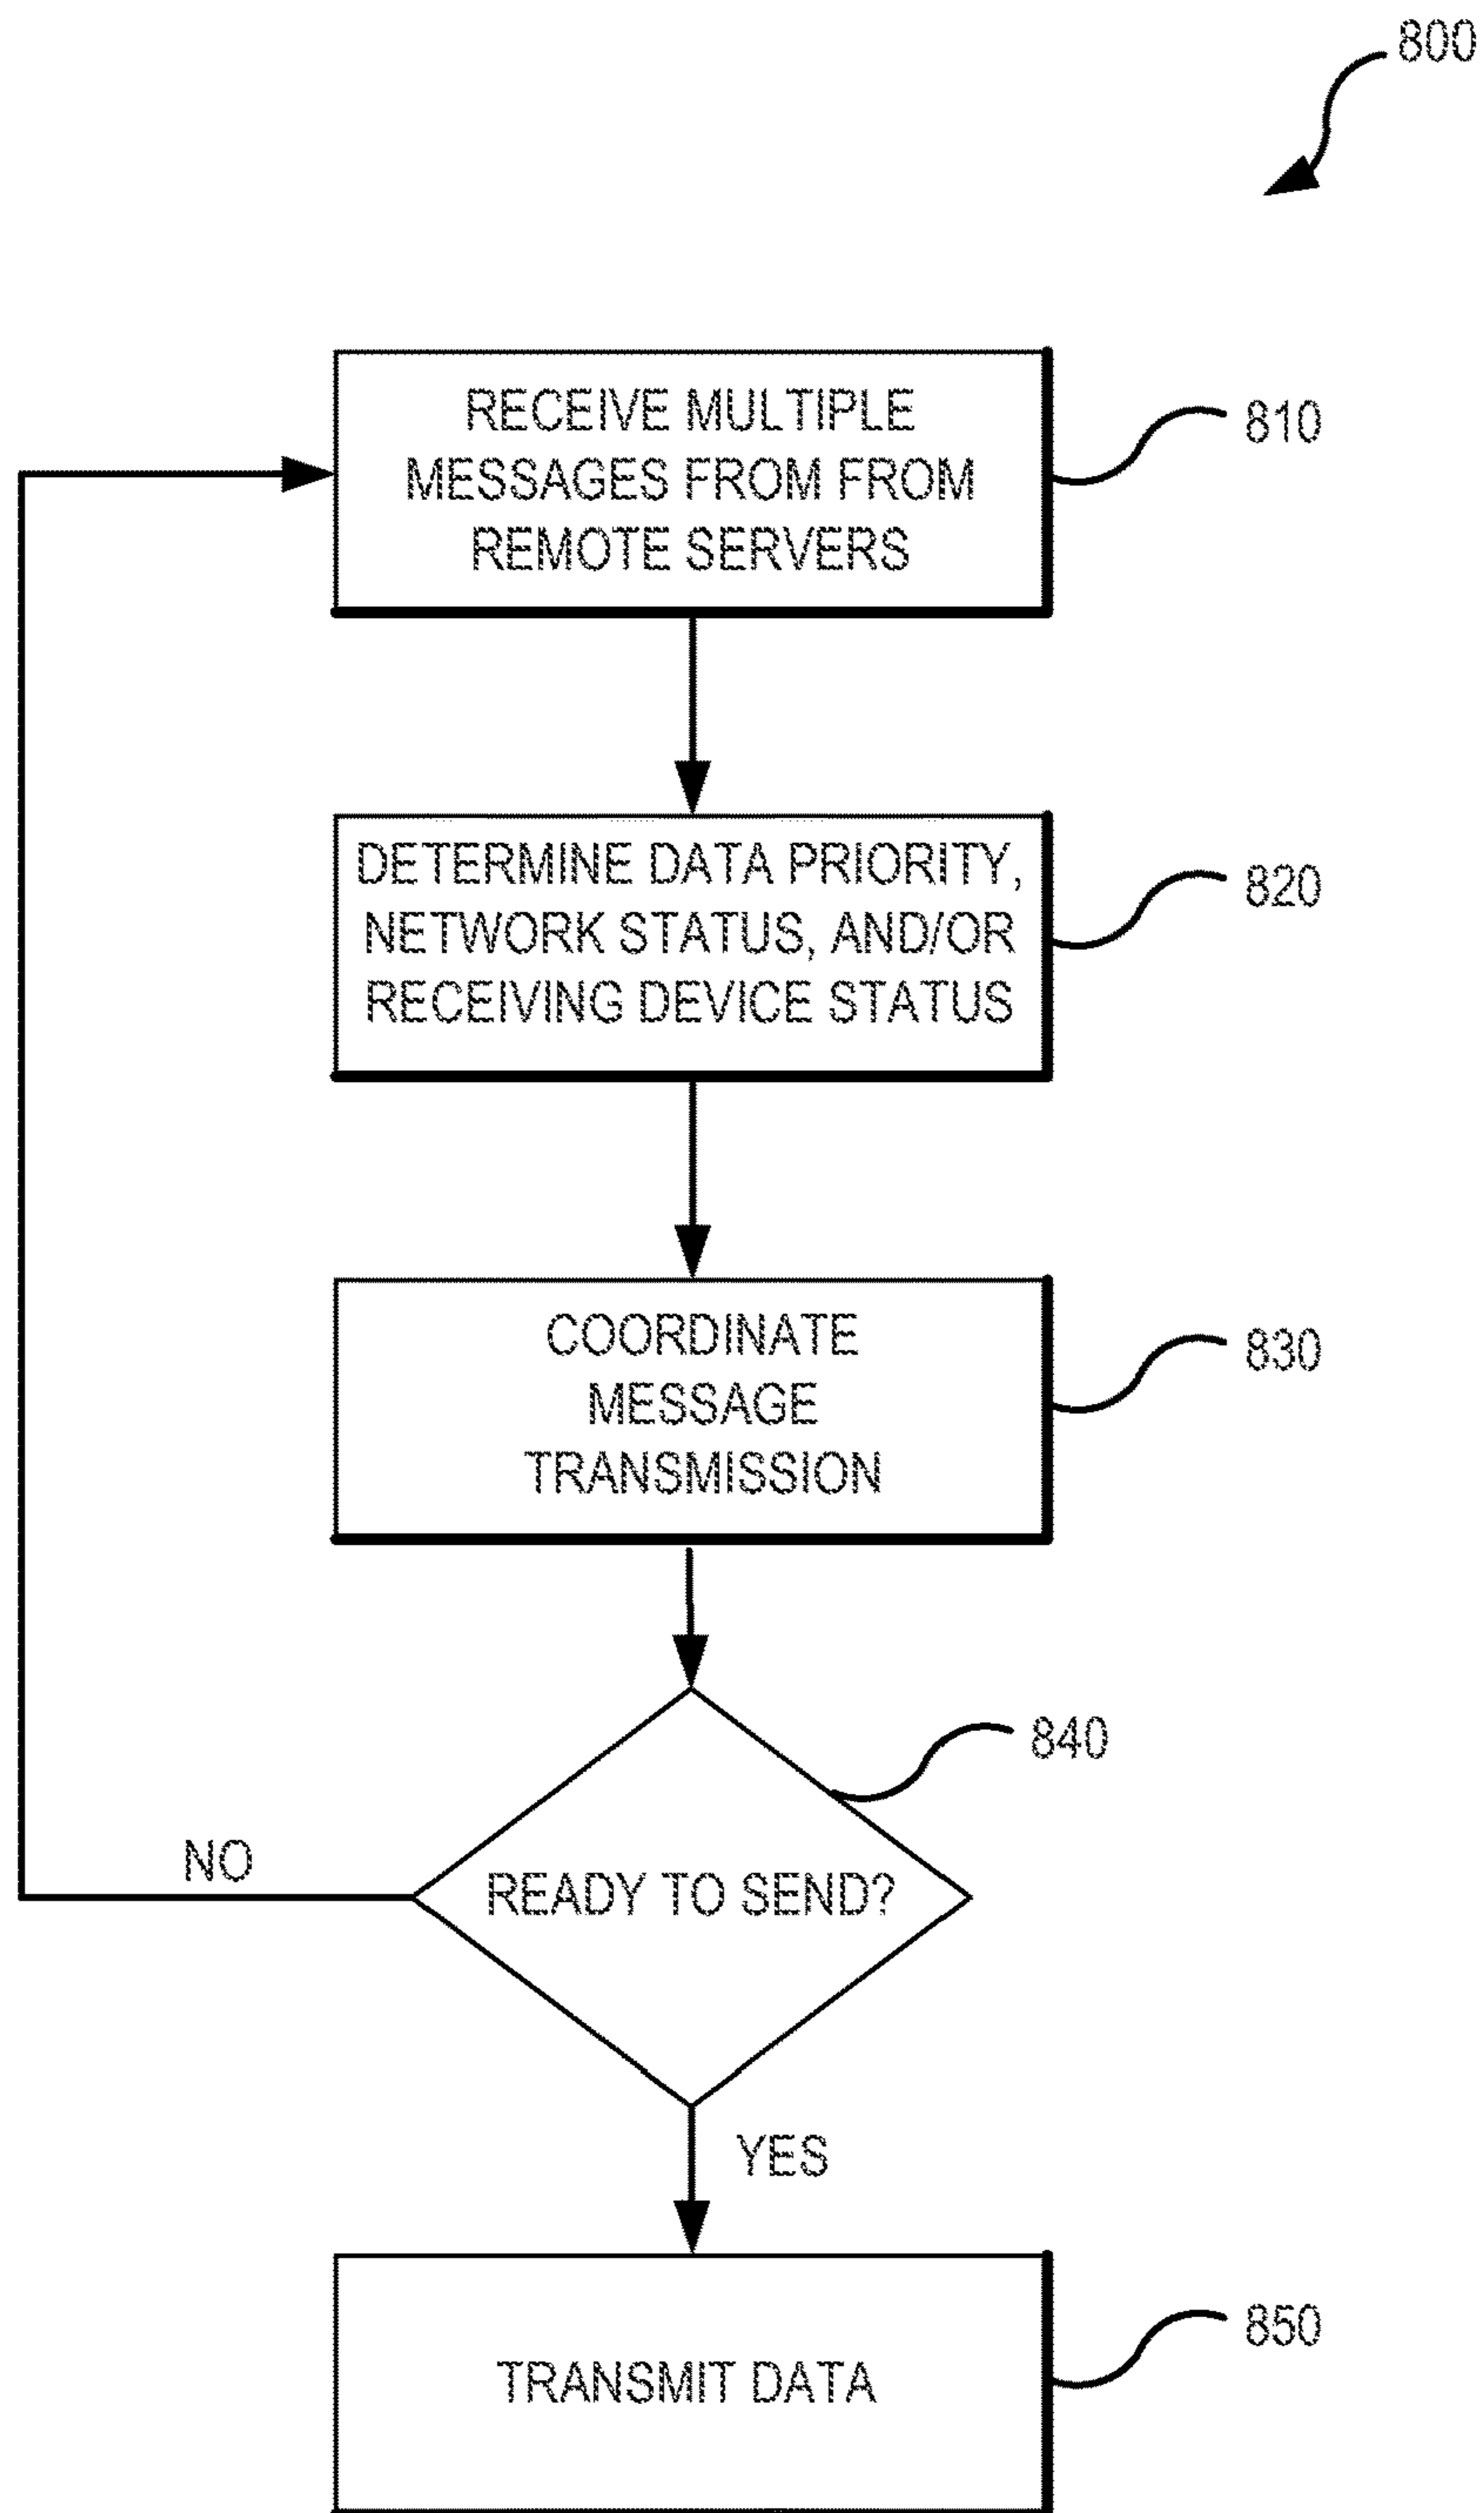 800
RECEIVE MULTIPLE
MESSAGES FROM FROM
REMOTE SERVERS
810
DETERMINE DATA PRIORITY,
NETWORK STATUS, AND/OR
RECEIVING DEVICE STATUS
820
COORDINATE
MESSAGE
TRANSMISSION
830
840
READY TO SEND?
NO
YES
TRANSMIT DATA
850